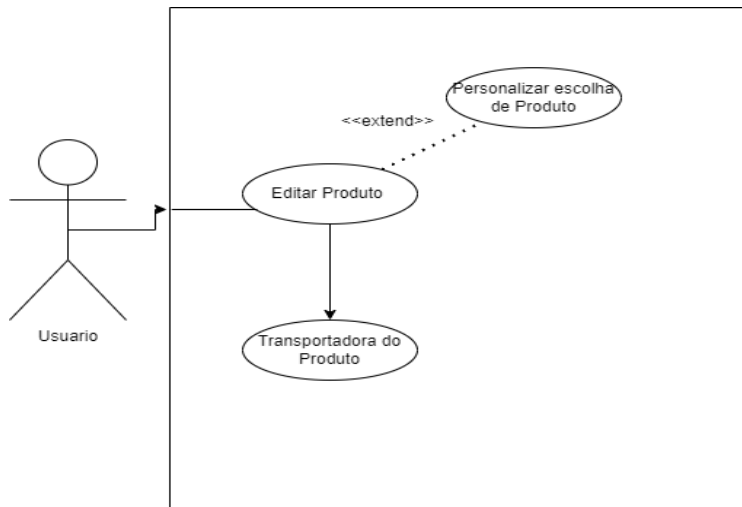 Personalizar escolha
de Produto
<<extend>>
Editar Produto
Usuario
Transportadora do
Produto